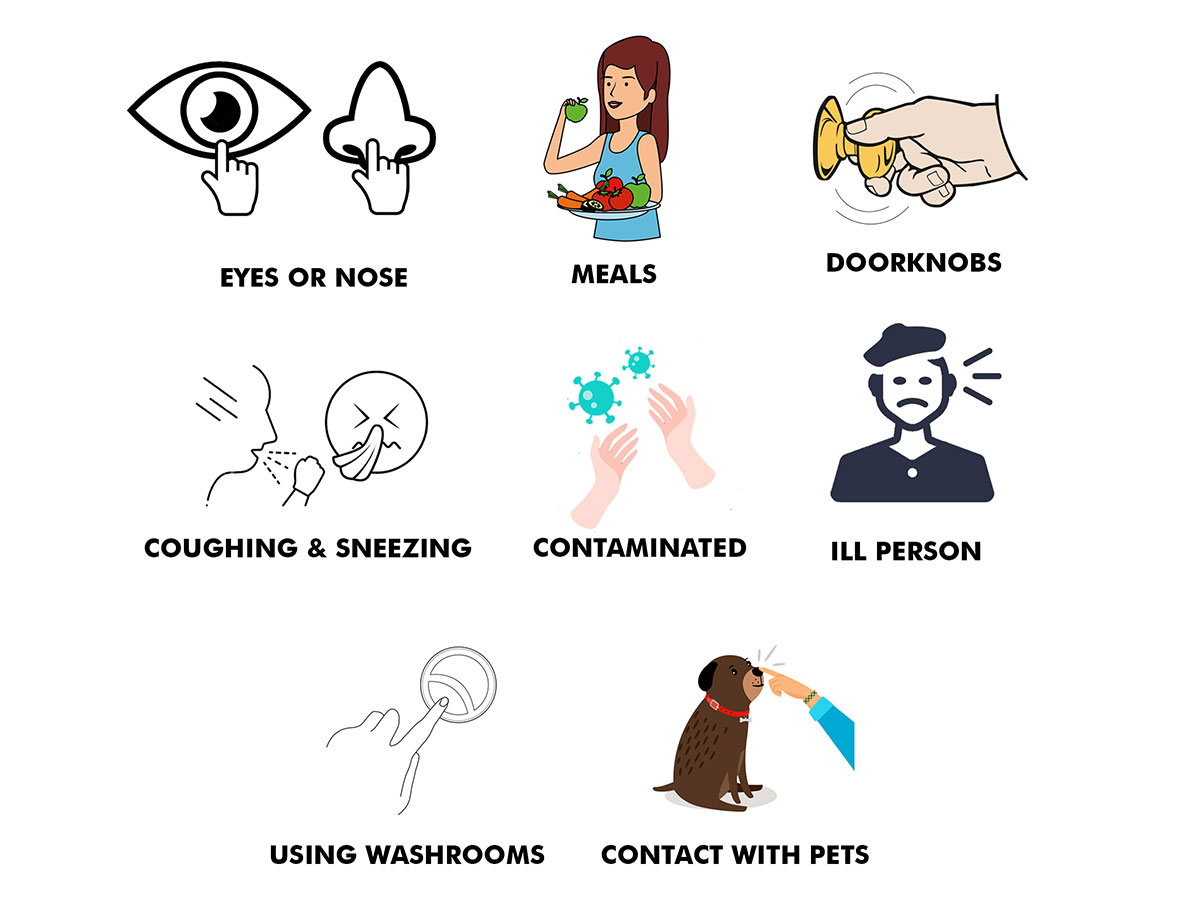 EYES OR NOSE
MEALS
DOORKNOBS
COUGHING & SNEEZING
CONTAMINATED
ILL PERSON
USING WASHROOMS
CONTACT WITH PETS